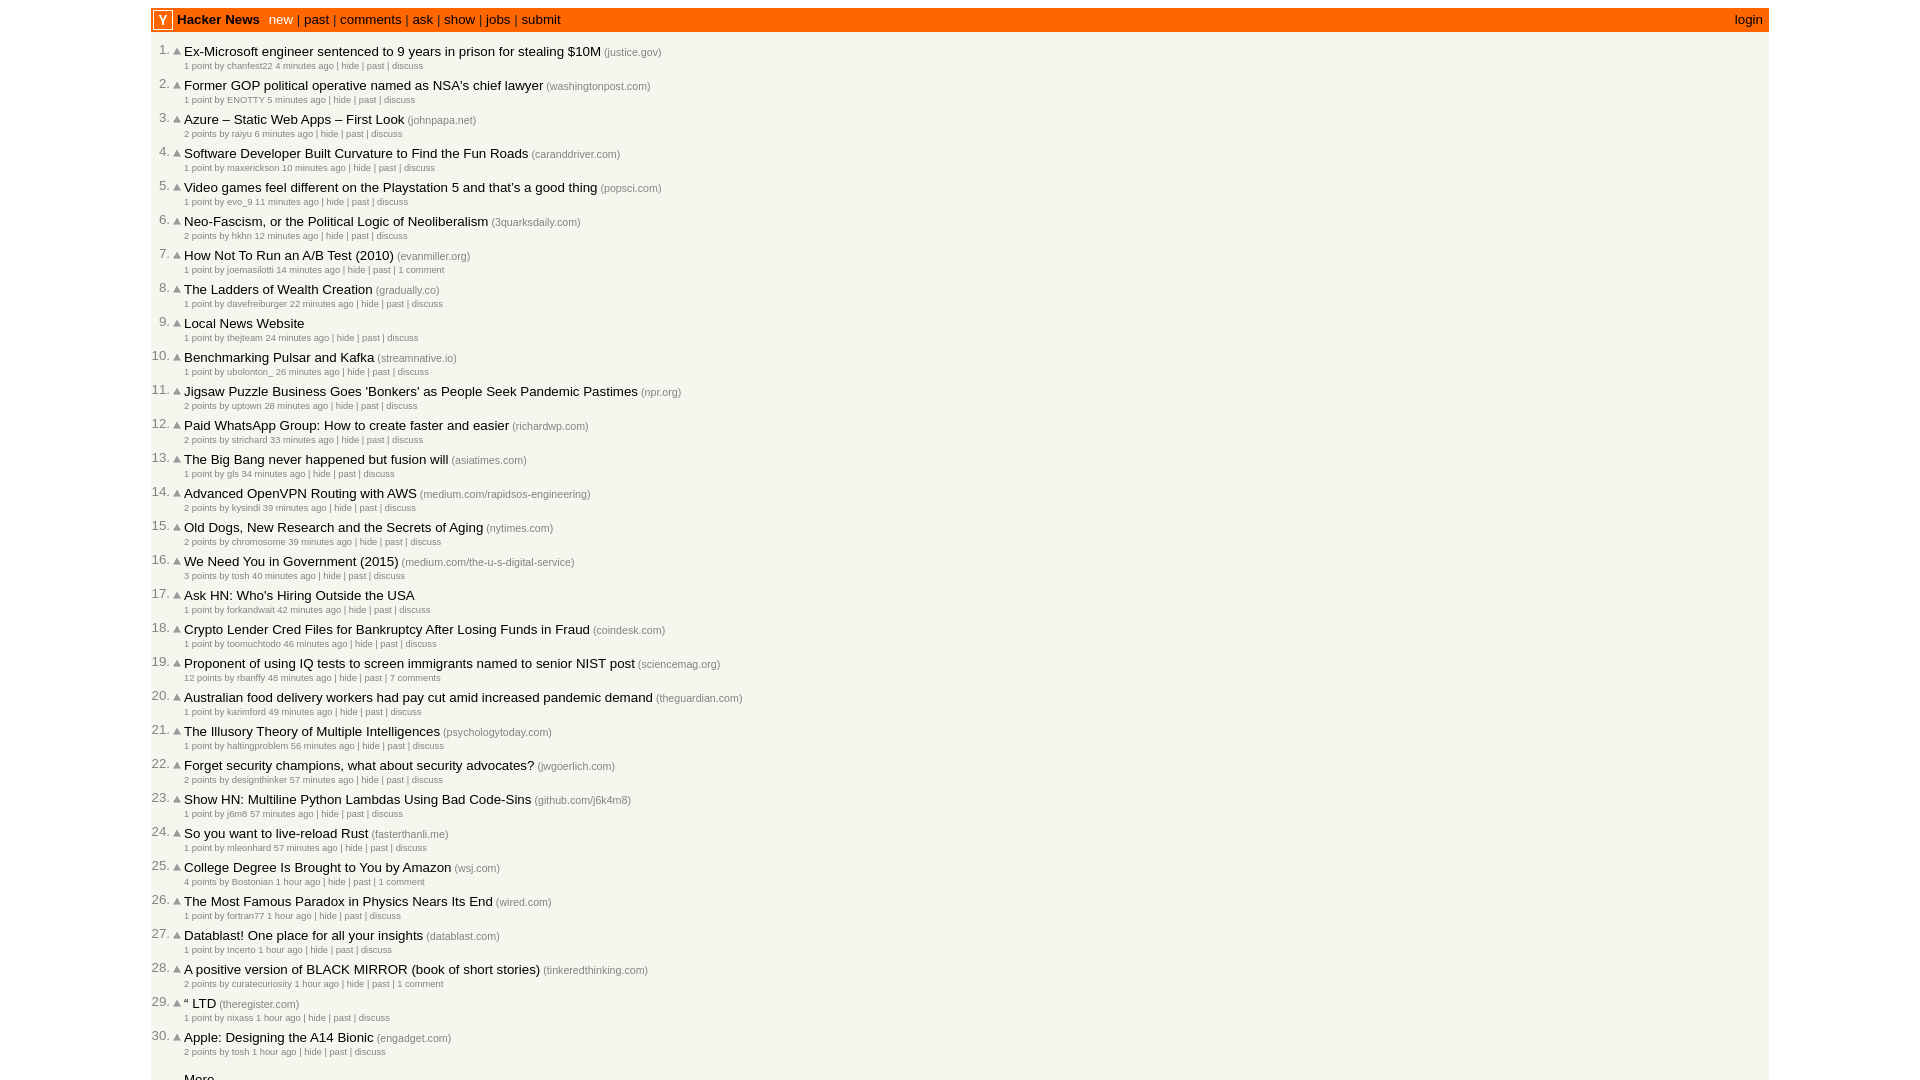 Y Hacker News new | past | comments | ask | show | jobs | submit login
1. Ex-Microsoft engineer sentenced to 9 years in prison for stealing $10M (justice.gov)
1 point by chanfest22 4 minutes ago | hide | past | discuss
2. Former GOP political operative named as NSA's chief lawyer (washingtonpost.com)
1 point by ENOTTY 5 minutes ago | hide | past | discuss
3. Azure – Static Web Apps – First Look (johnpapa.net)
2 points by raiyu 6 minutes ago | hide | past | discuss
4. Software Developer Built Curvature to Find the Fun Roads (caranddriver.com)
1 point by maxerickson 10 minutes ago | hide | past | discuss
5. Video games feel different on the Playstation 5 and that’s a good thing (popsci.com)
1 point by evo_9 11 minutes ago | hide | past | discuss
6. Neo-Fascism, or the Political Logic of Neoliberalism (3quarksdaily.com)
2 points by hkhn 12 minutes ago | hide | past | discuss
7. How Not To Run an A/B Test (2010) (evanmiller.org)
1 point by joemasilotti 14 minutes ago | hide | past | 1 comment
8. The Ladders of Wealth Creation (gradually.co)
1 point by davefreiburger 22 minutes ago | hide | past | discuss
9. Local News Website
1 point by thejteam 24 minutes ago | hide | past | discuss
10. Benchmarking Pulsar and Kafka (streamnative.io)
1 point by ubolonton_ 26 minutes ago | hide | past | discuss
11. Jigsaw Puzzle Business Goes 'Bonkers' as People Seek Pandemic Pastimes (npr.org)
2 points by uptown 28 minutes ago | hide | past | discuss
12. Paid WhatsApp Group: How to create faster and easier (richardwp.com)
2 points by strichard 33 minutes ago | hide | past | discuss
13. The Big Bang never happened but fusion will (asiatimes.com)
1 point by gls 34 minutes ago | hide | past | discuss
14. Advanced OpenVPN Routing with AWS (medium.com/rapidsos-engineering)
2 points by kysindi 39 minutes ago | hide | past | discuss
15. Old Dogs, New Research and the Secrets of Aging (nytimes.com)
2 points by chromosome 39 minutes ago | hide | past | discuss
16. We Need You in Government (2015) (medium.com/the-u-s-digital-service)
3 points by tosh 40 minutes ago | hide | past | discuss
17. Ask HN: Who's Hiring Outside the USA
1 point by forkandwait 42 minutes ago | hide | past | discuss
18. Crypto Lender Cred Files for Bankruptcy After Losing Funds in Fraud (coindesk.com)
1 point by toomuchtodo 46 minutes ago | hide | past | discuss
19. Proponent of using IQ tests to screen immigrants named to senior NIST post (sciencemag.org)
12 points by rbanffy 48 minutes ago | hide | past | 7 comments
20. Australian food delivery workers had pay cut amid increased pandemic demand (theguardian.com)
1 point by karimford 49 minutes ago | hide | past | discuss
21. The Illusory Theory of Multiple Intelligences (psychologytoday.com)
1 point by haltingproblem 56 minutes ago | hide | past | discuss
22. Forget security champions, what about security advocates? (jwgoerlich.com)
2 points by designthinker 57 minutes ago | hide | past | discuss
23. Show HN: Multiline Python Lambdas Using Bad Code-Sins (github.com/j6k4m8)
1 point by j6m8 57 minutes ago | hide | past | discuss
24. So you want to live-reload Rust (fasterthanli.me)
1 point by mleonhard 57 minutes ago | hide | past | discuss
25. College Degree Is Brought to You by Amazon (wsj.com)
4 points by Bostonian 1 hour ago | hide | past | 1 comment
26. The Most Famous Paradox in Physics Nears Its End (wired.com)
1 point by fortran77 1 hour ago | hide | past | discuss
27. Datablast! One place for all your insights (datablast.com)
1 point by Incerto 1 hour ago | hide | past | discuss
28. A positive version of BLACK MIRROR (book of short stories) (tinkeredthinking.com)
2 points by curatecuriosity 1 hour ago | hide | past | 1 comment
29. “ LTD (theregister.com)
1 point by nixass 1 hour ago | hide | past | discuss
30. Apple: Designing the A14 Bionic (engadget.com)
2 points by tosh 1 hour ago | hide | past | discuss
More